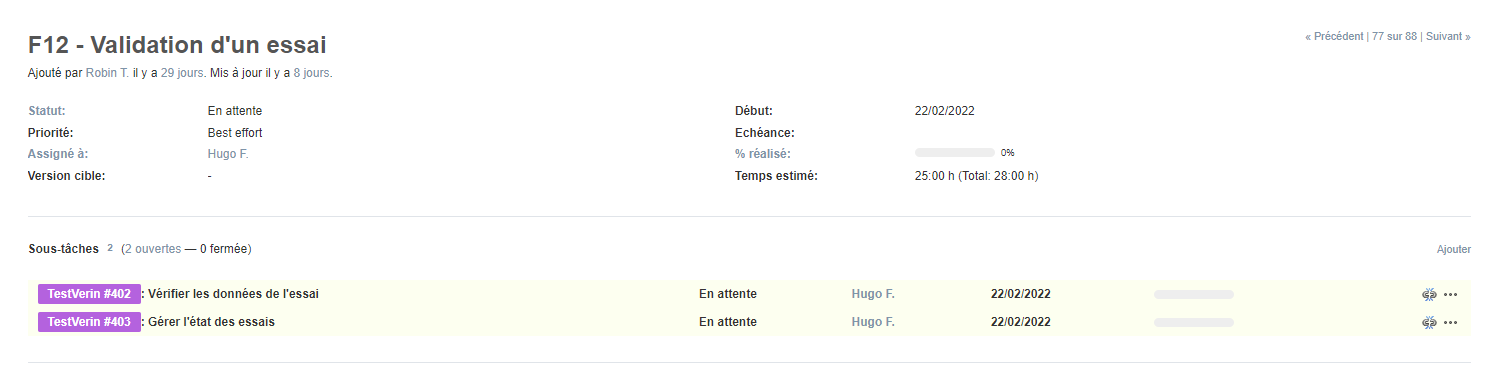 F12 - Validation d'un essai
« Précédent | 77 sur 88 | Suivant »
Ajouté par Robin T. il y a 29 jours. Mis à jour il y a 8 jours.
Statut: En attente Début: 22/02/2022
Priorité: Best effort Echéance:
Assigné à: Hugo F. % réalisé: 0%
Version cible: - Temps estimé: 25:00 h (Total: 28:00 h)
Sous-tâches 2 (2 ouvertes — 0 fermée) Ajouter
TestVerin #402 : Vérifier les données de l'essai En attente Hugo F. 22/02/2022
TestVerin #403 : Gérer l'état des essais En attente Hugo F. 22/02/2022